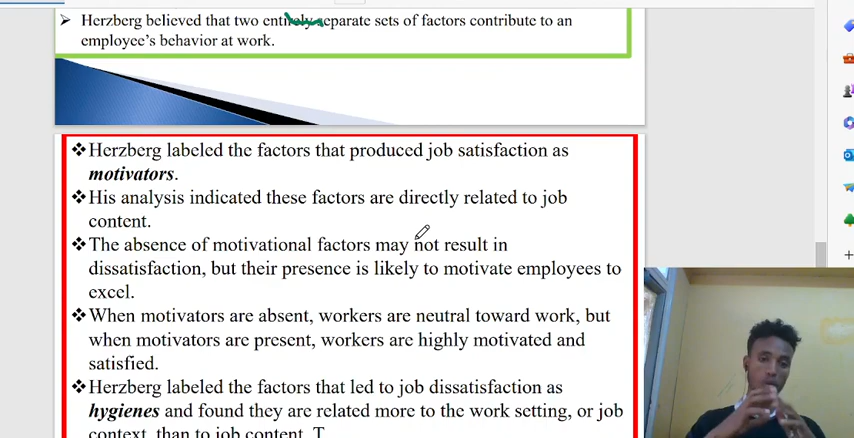 ➢ Herzberg believed that two entirely separate sets of factors contribute to an
employee's behavior at work.
❖Herzberg labeled the factors that produced job satisfaction as
motivators.
❖His analysis indicated these factors are directly related to job
content.
❖The absence of motivational factors may not result in
dissatisfaction, but their presence is likely to motivate employees to
excel.
❖When motivators are absent, workers are neutral toward work, but
when motivators are present, workers are highly motivated and
satisfied.
❖Herzberg labeled the factors that led to job dissatisfaction as
hygienes and found they are related more to the work setting, or job
context, than to job content. T